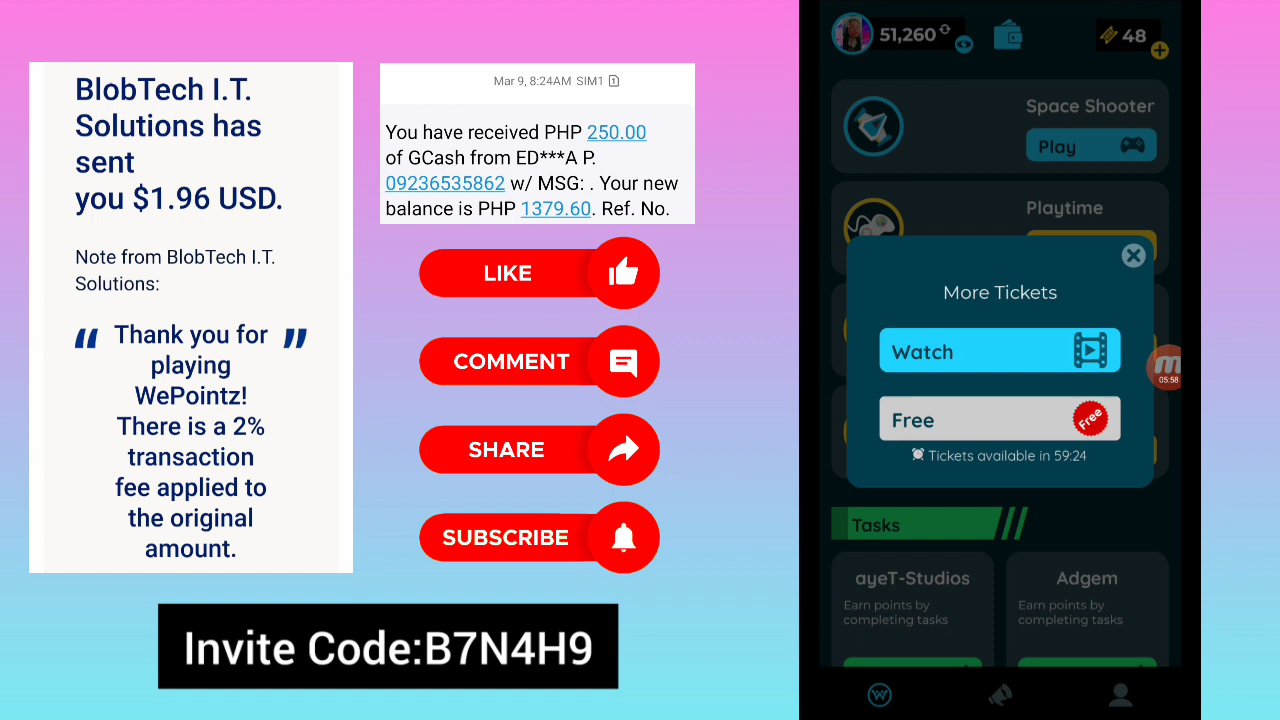 BlobTech I.T.
Solutions has
sent
you $1.96 USD.
Note from BlobTech I.T.
Solutions:
“ Thank you for ”
playing
WePointz!
There is a 2%
transaction
fee applied to
the original
amount.
Mar 9, 8:24AM SIM1 1
You have received PHP 250.00
of GCash from ED***A P.
09236535862 w/ MSG: . Your new
balance is PHP 1379.60. Ref. No.
LIKE
COMMENT
SHARE
SUBSCRIBE
Invite Code:B7N4H9
51,260
48
Space Shooter
Play
Playtime
More Tickets
Watch
Free
Free
Tickets available in 59:24
05:58
Tasks
ayeT-Studios
Earn points by
completing tasks
Adgem
Earn points by
completing tasks